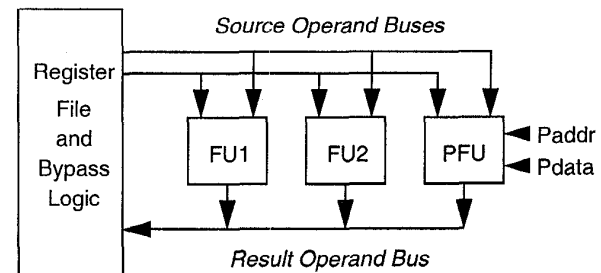 Source Operand Buses
Register
File
and
Bypass
Logic
FU1
FU2
PFU
Paddr
Pdata
Result Operand Bus